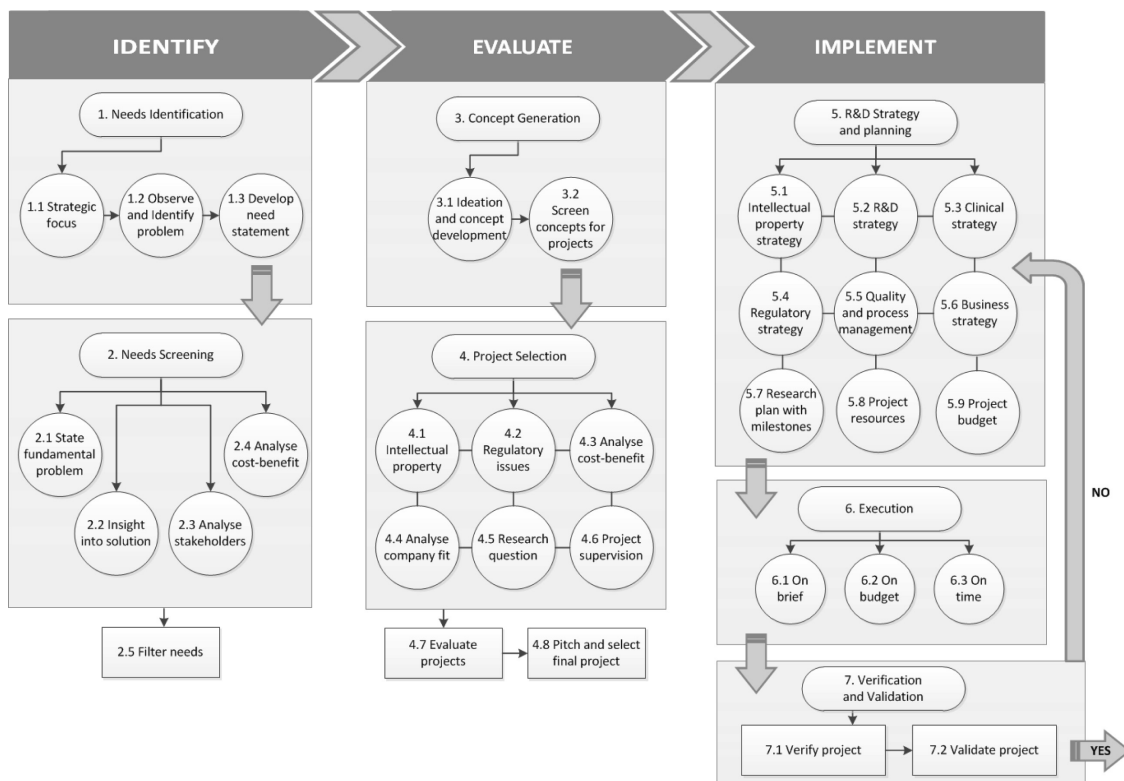 IDENTIFY
EVALUATE
IMPLEMENT
1. Needs Identification
1.1 Strategic
focus
1.2 Observe
and Identify
problem
1.3 Develop
need
statement
2. Needs Screening
2.1 State
fundamental
problem
2.2 Insight
into solution
2.3 Analyse
stakeholders
2.4 Analyse
cost-benefit
2.5 Filter needs
3. Concept Generation
3.1 Ideation and
concept
development
3.2
Screen
concepts for
projects
4. Project Selection
4.1
Intellectual
property
4.2
Regulatory
issues
4.3 Analyse
cost-benefit
4.4 Analyse
company fit
4.5 Research
question
4.6 Project
supervision
4.7 Evaluate
projects
4.8 Pitch and select
final project
5. R&D Strategy
and planning
5.1
Intellectual
property
strategy
5.2 R&D
strategy
5.3 Clinical
strategy
5.4
Regulatory
strategy
5.5 Quality
and process
management
5.6 Business
strategy
5.7 Research
plan with
milestones
5.8 Project
resources
5.9 Project
budget
6. Execution
6.1 On
brief
6.2 On
budget
6.3 On
time
7. Verification
and Validation
7.1 Verify project
7.2 Validate project
NO
YES